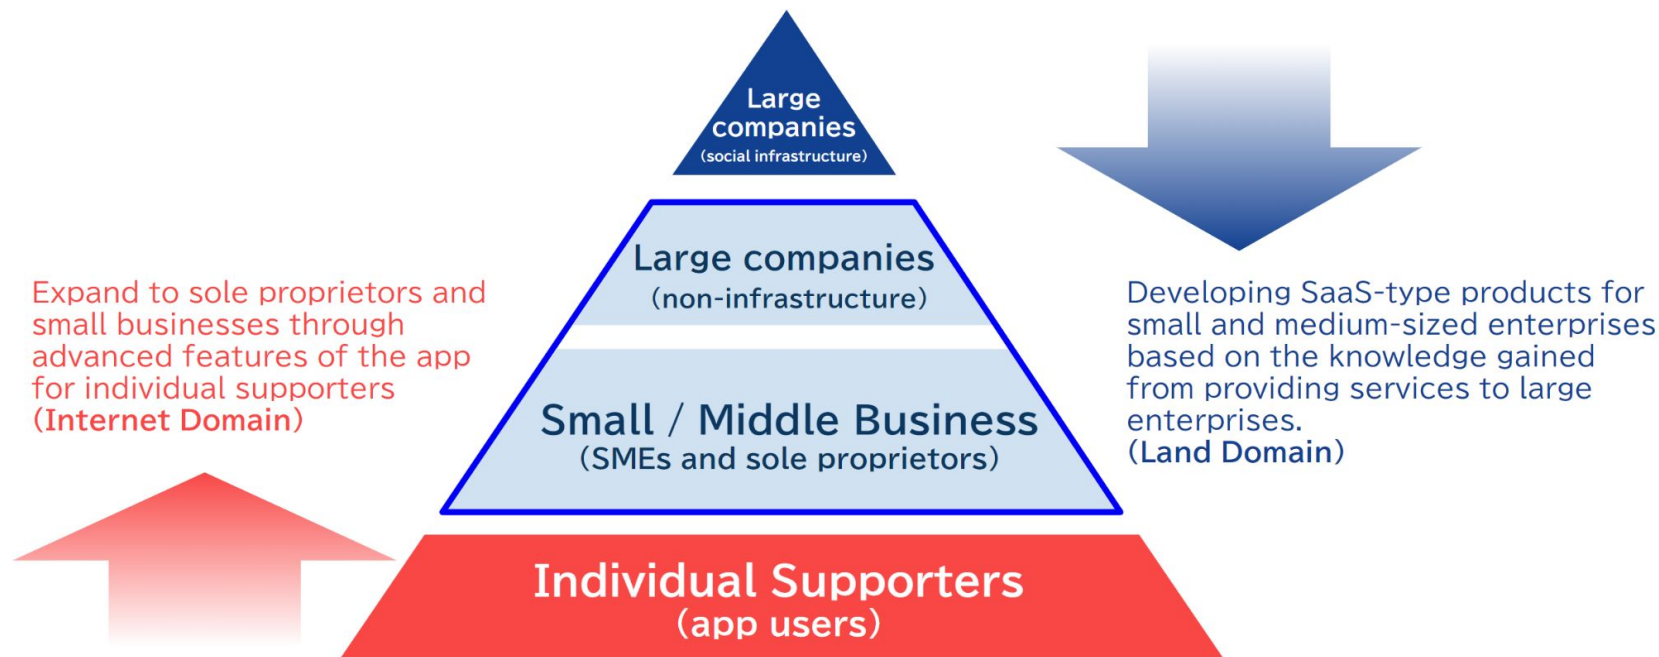 Large
companies
(social infrastructure)
Large companies
(non-infrastructure)
Small / Middle Business
(SMEs and sole proprietors)
Individual Supporters
(app users)
Expand to sole proprietors and
small businesses through
advanced features of the app
for individual supporters
(Internet Domain)
Developing SaaS-type products for
small and medium-sized enterprises
based on the knowledge gained
from providing services to large
enterprises.
(Land Domain)